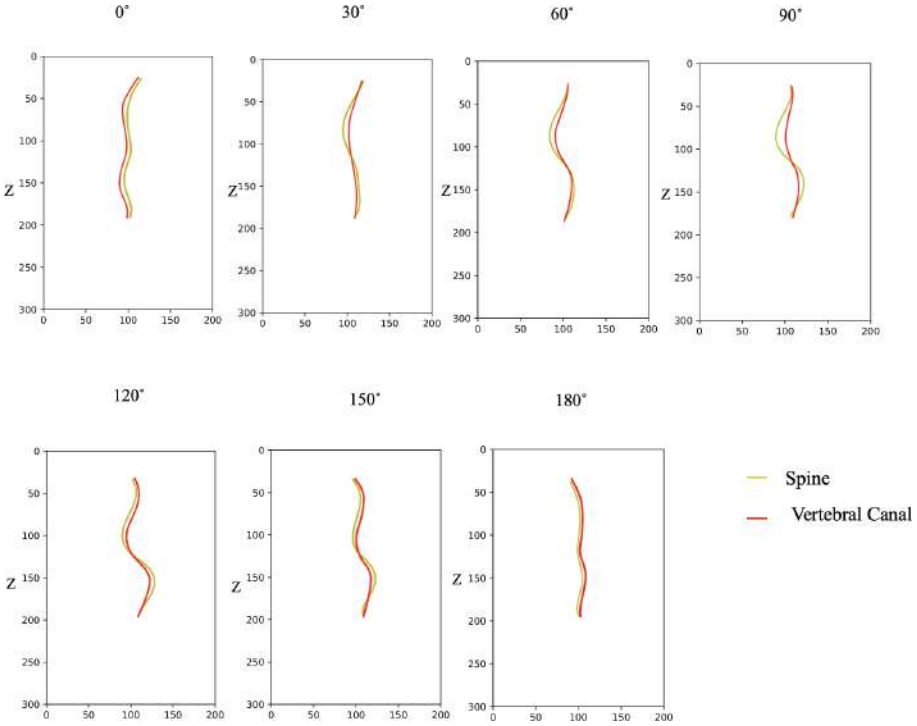 0° 30° 60° 90°
0 0 0 0
50 50 50 50
100 100 100 100
150 150 150 150
Z Z Z Z
200 200 200 200
250 250 250 250
300 300 300 300
0 50 100 150 200 0 50 100 150 200 0 50 100 150 200 0 50 100 150 200
120° 150° 180°
0 0 0
50 50 50
100 100 100
150 150 150
Z Z Z
200 200 200
250 250 250
300 300 300
0 50 100 150 200 0 50 100 150 200 0 50 100 150 200
Spine
Vertebral Canal